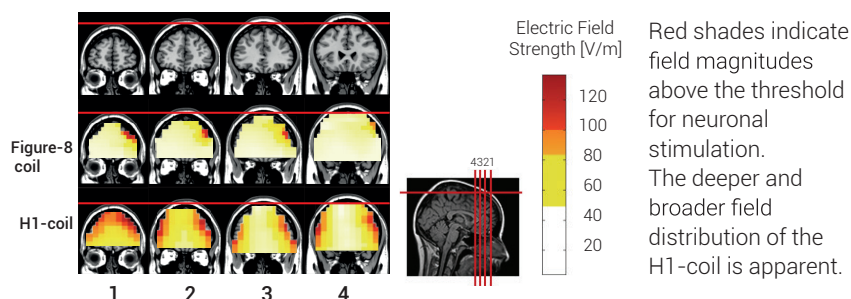 Figure-8
coil
H1-coil
1 2 3 4
4321
Electric Field
Strength [V/m]
120
100
80
60
40
20
Red shades indicate
field magnitudes
above the threshold
for neuronal
stimulation.
The deeper and
broader field
distribution of the
H1-coil is apparent.